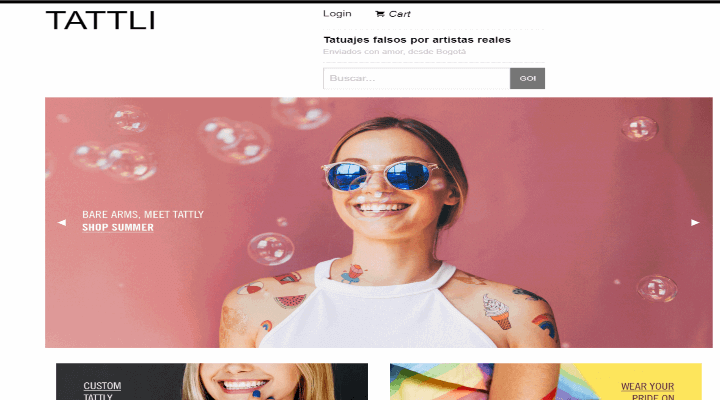 TATTLI
Login Cart
Tatuajes falsos por artistas reales
Enviados con amor, desde Bogotá
Buscar... GO!
BARE ARMS, MEET TATTLY
SHOP SUMMER
CUSTOM
TATTLY
WEAR YOUR
PRIDE ON